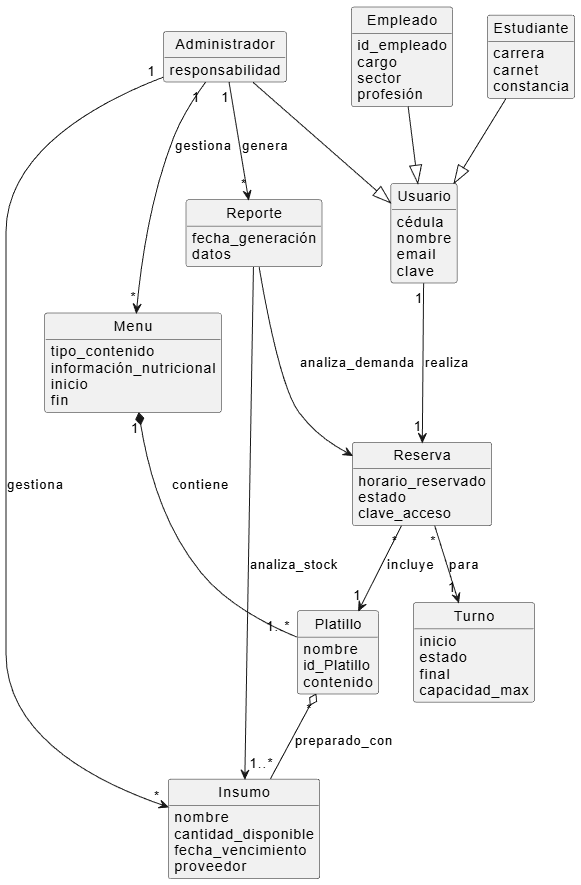 Empleado
id_empleado
cargo
sector
profesión
Estudiante
carrera
carnet
constancia
Administrador
responsabilidad
1
1
1
gestiona
genera
*
*
Usuario
cédula
nombre
email
clave
1
Reporte
fecha_generación
datos
Menu
tipo_contenido
información_nutricional
inicio
fin
1
analiza_demanda
realiza
1
Reserva
horario_reservado
estado
clave_acceso
*
*
gestiona
contiene
analiza_stock
incluye
para
1
1
1..*
Platillo
nombre
id_Platillo
contenido
*
Turno
inicio
estado
final
capacidad_max
preparado_con
1..*
*
Insumo
nombre
cantidad_disponible
fecha_vencimiento
proveedor